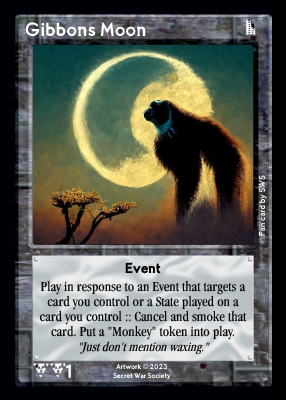 Gibbons Moon
Fan card by SWS
Event
Play in response to an Event that targets a
card you control or a State played on a
card you control :: Cancel and smoke that
card. Put a "Monkey" token into play.
"Just don't mention waxing."
1
Artwork © 2023
Secret War Society